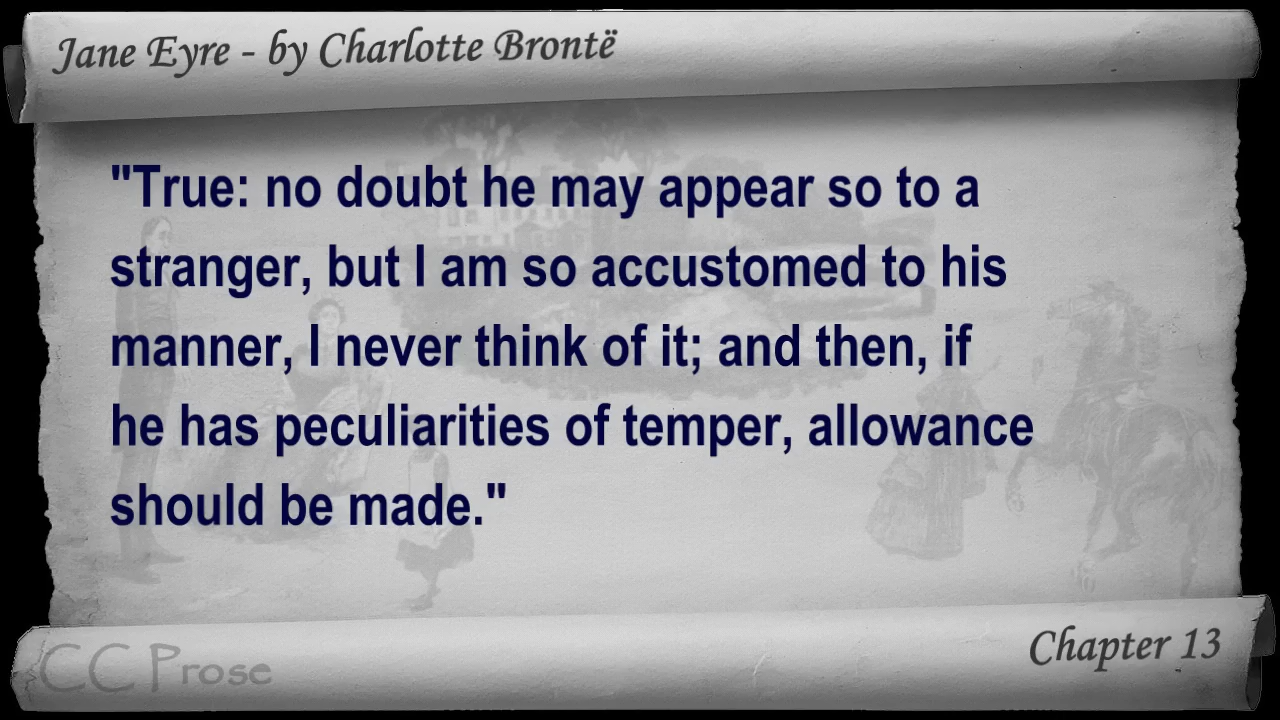 Jane Eyre - by Charlotte Brontë
"True: no doubt he may appear so to a
stranger, but I am so accustomed to his
manner, I never think of it; and then, if
he has peculiarities of temper, allowance
should be made."
Chapter 13
CC Prose